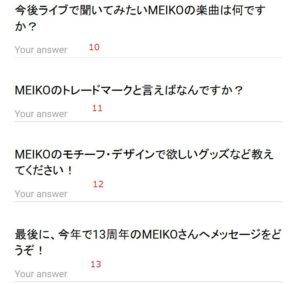 今後ライブで聞いてみたいMEIKOの楽曲は何です
か？
Your answer 10
MEIKOのトレードマークと言えばなんですか？
Your answer 11
MEIKOのモチーフ・デザインで欲しいグッズなど教え
てください！
Your answer 12
最後に、今年で13周年のMEIKOさんへメッセージをど
うぞ！
Your answer 13